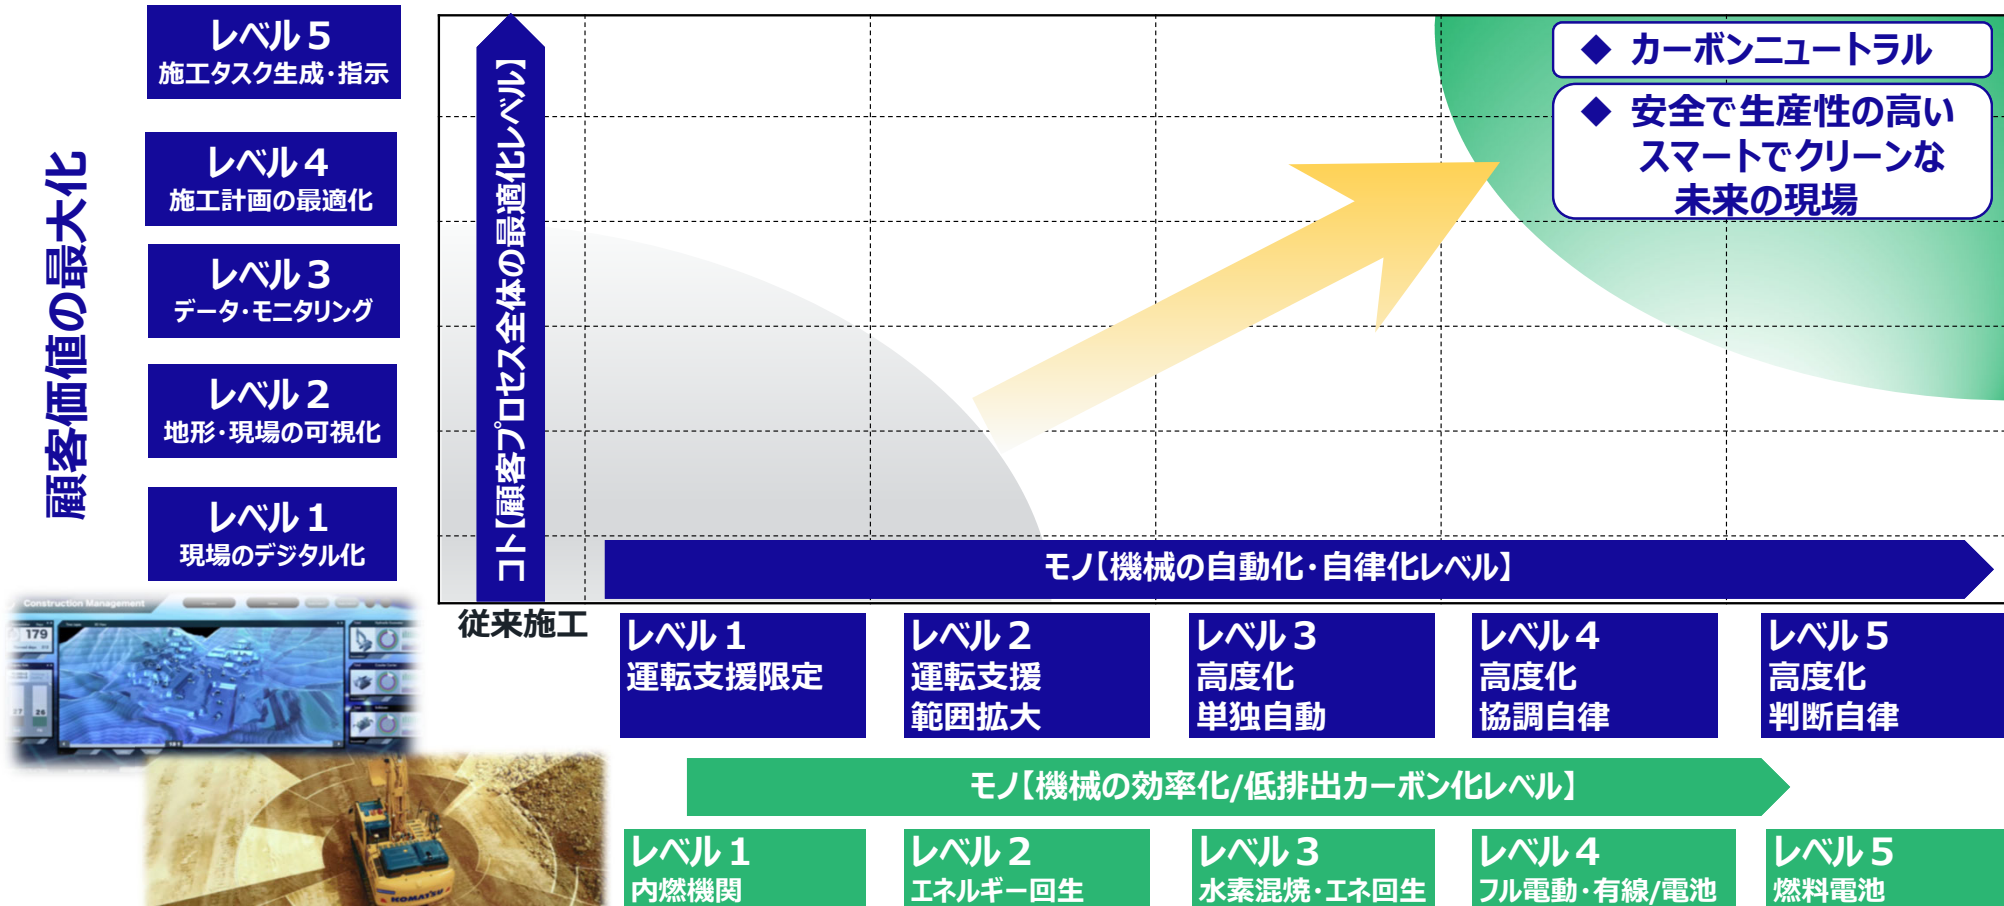 レベル５
施工タスク生成・指示
レベル４
施工計画の最適化
レベル３
データ・モニタリング
レベル２
地形・現場の可視化
レベル１
現場のデジタル化
顧客価値の最大化
コト【顧客プロセス全体の最適化レベル】
◆ カーボンニュートラル
◆ 安全で生産性の高い
スマートでクリーンな
未来の現場
モノ【機械の自動化・自律化レベル】
従来施工
レベル１
運転支援限定
レベル２
運転支援
範囲拡大
レベル３
高度化
単独自動
レベル４
高度化
協調自律
レベル５
高度化
判断自律
モノ【機械の効率化/低排出カーボン化レベル】
レベル１
内燃機関
レベル２
エネルギー回生
レベル３
水素混焼・エネ回生
レベル４
フル電動・有線/電池
レベル５
燃料電池
Construction Management
179
27 26
KOMATSU